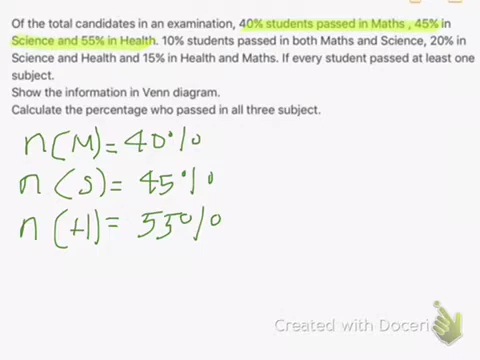 Of the total candidates in an examination, 40% students passed in Maths , 45% in
Science and 55% in Health. 10% students passed in both Maths and Science, 20% in
Science and Health and 15% in Health and Maths. If every student passed at least one
subject.
Show the information in Venn diagram.
Calculate the percentage who passed in all three subject.
n(M)= 40%
n (S)= 45%
n (H)= 55%
Created with Doceri